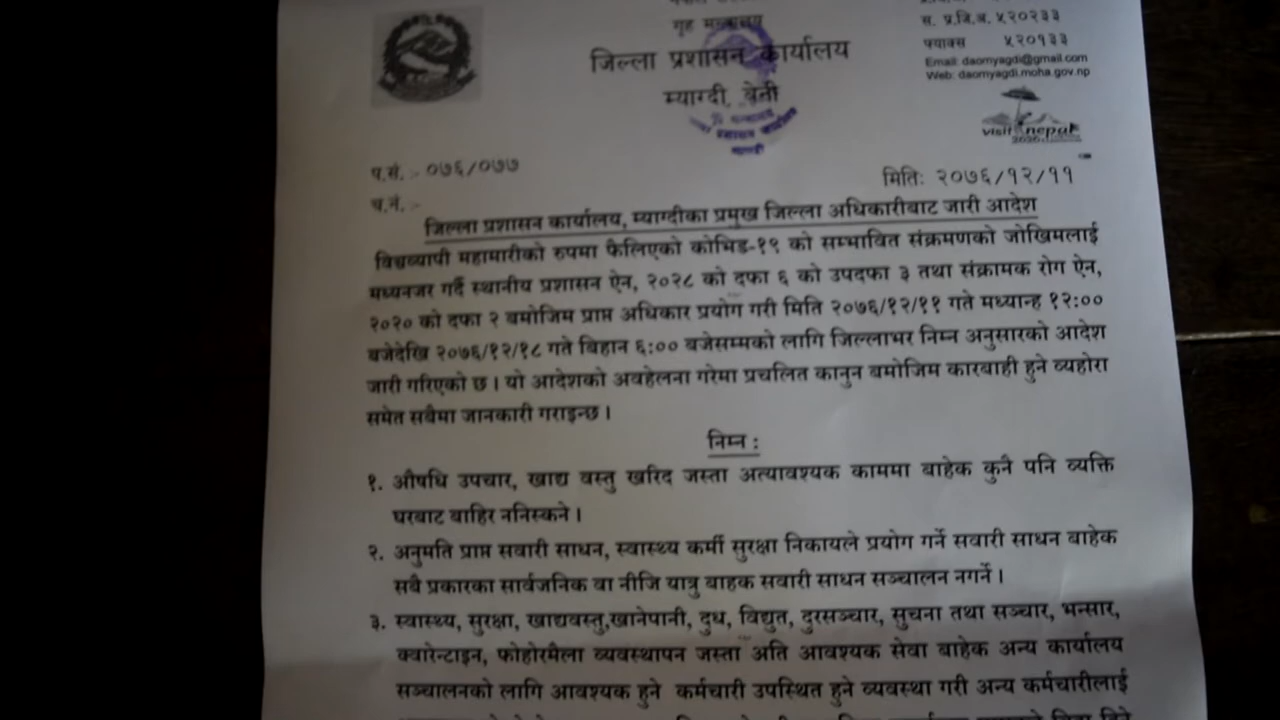 गृह मन्त्रालय
जिल्ला प्रशासन कार्यालय
म्याग्दी, बेनी
स. प्र.जि.अ. ५२०२३३
फ्याक्स ५२०१३३
Email: daomyagdi@gmail.com
Web: daomyagdi.moha.gov.np
visit nepal
2020
प.सं. :- ०७६/०७७
मितिः २०७६/१२/११
च.नं. :-
जिल्ला प्रशासन कार्यालय, म्याग्दीका प्रमुख जिल्ला अधिकारीबाट जारी आदेश
विश्वव्यापी महामारीको रुपमा फैलिएको कोभिड-१९ को सम्भावित संक्रमणको जोखिमलाई
मध्यनजर गर्दै स्थानीय प्रशासन ऐन, २०२८ को दफा ६ को उपदफा ३ तथा संक्रामक रोग ऐन,
२०२० को दफा २ बमोजिम प्राप्त अधिकार प्रयोग गरी मिति २०७६/१२/११ गते मध्यान्ह १२:००
बजेदेखि २०७६/१२/१८ गते बिहान ६:०० बजेसम्मको लागि जिल्लाभर निम्न अनुसारको आदेश
जारी गरिएको छ । यो आदेशको अवहेलना गरेमा प्रचलित कानुन बमोजिम कारबाही हुने व्यहोरा
समेत सबैमा जानकारी गराइन्छ ।
निम्न :
१. औषधि उपचार, खाद्य वस्तु खरिद जस्ता अत्यावश्यक काममा बाहेक कुनै पनि व्यक्ति
घरबाट बाहिर ननिस्कने ।
२. अनुमति प्राप्त सवारी साधन, स्वास्थ्य कर्मी सुरक्षा निकायले प्रयोग गर्ने सवारी साधन बाहेक
सबै प्रकारका सार्वजनिक वा नीजि यात्रु बाहक सवारी साधन सञ्चालन नगर्ने ।
३. स्वास्थ्य, सुरक्षा, खाद्यवस्तु,खानेपानी, दुध, विद्युत, दुरसञ्चार, सुचना तथा सञ्चार, भन्सार,
क्वारेन्टाइन, फोहोरमैला व्यवस्थापन जस्ता अति आवश्यक सेवा बाहेक अन्य कार्यालय
सञ्चालनको लागि आवश्यक हुने कर्मचारी उपस्थित हुने व्यवस्था गरी अन्य कर्मचारीलाई